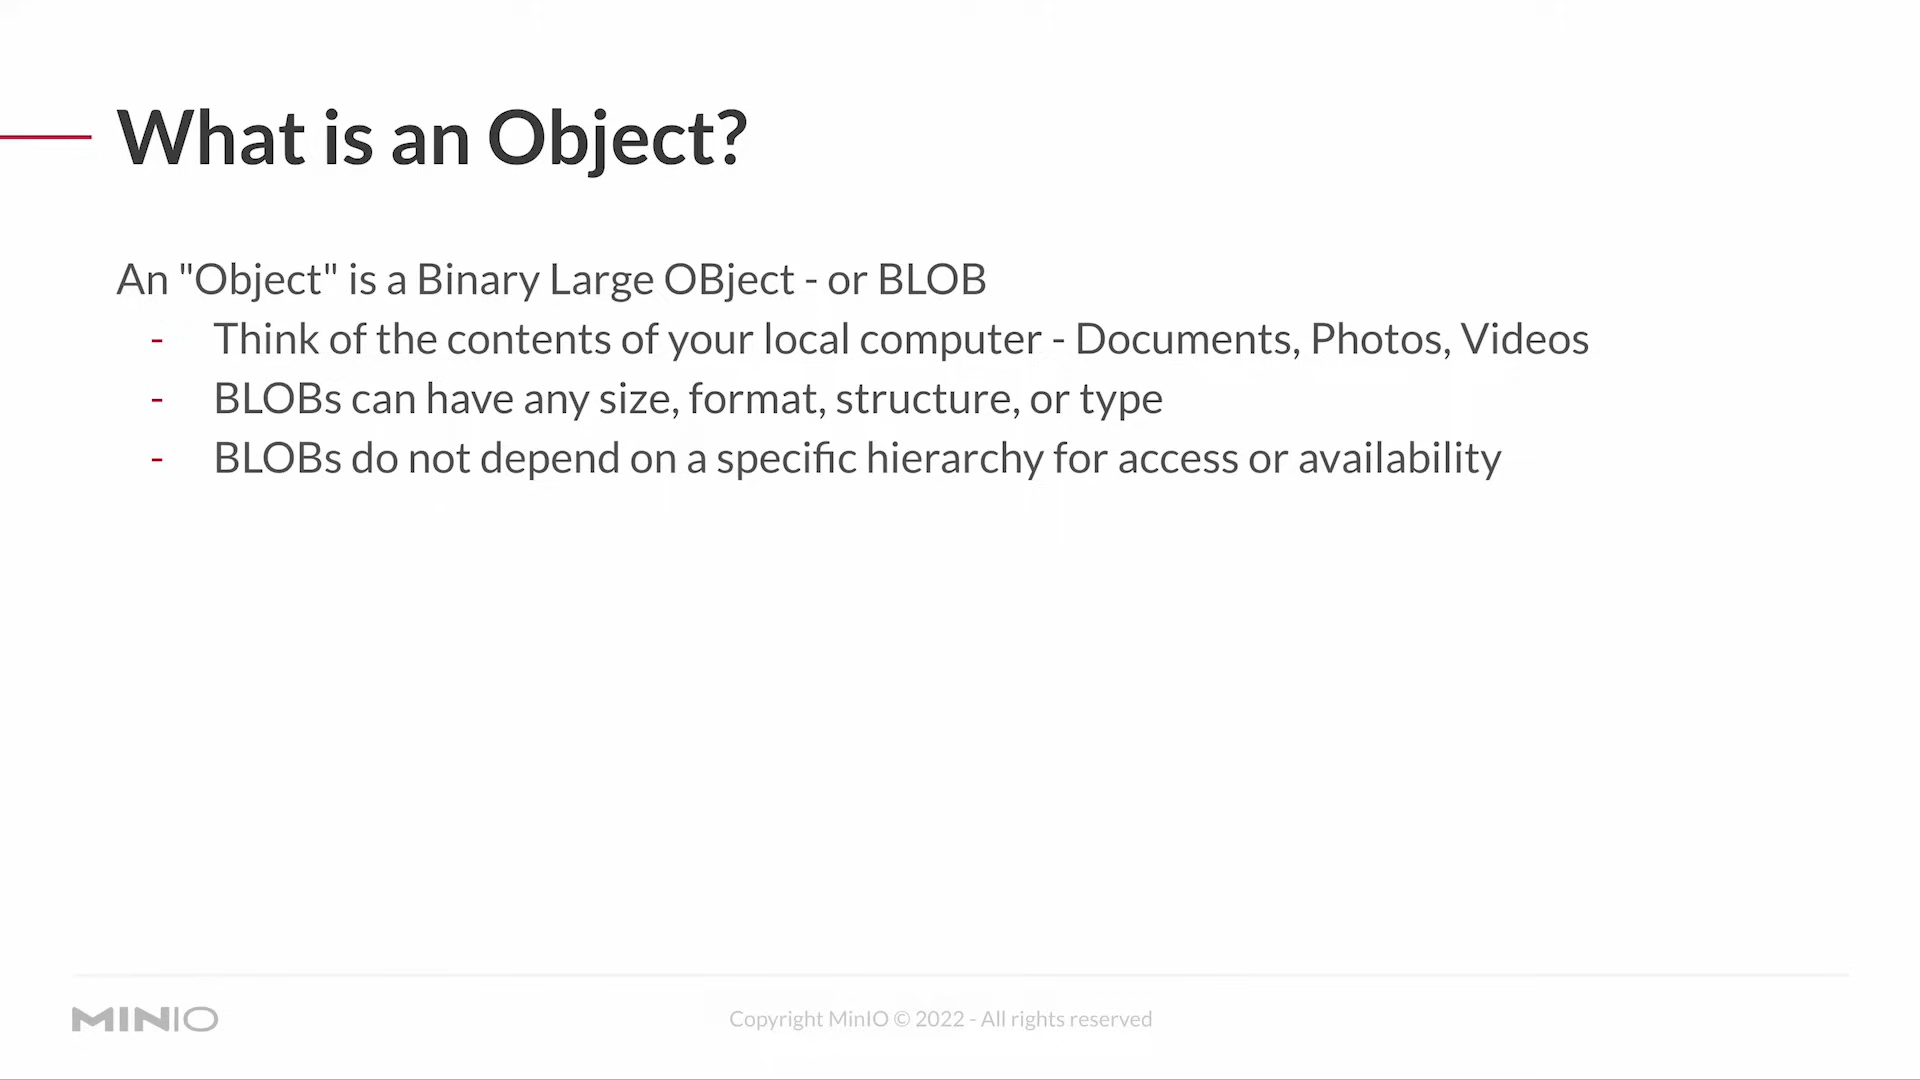 What is an Object?
An "Object" is a Binary Large OBject - or BLOB
- Think of the contents of your local computer - Documents, Photos, Videos
- BLOBs can have any size, format, structure, or type
- BLOBs do not depend on a specific hierarchy for access or availability
MINIO
Copyright MinIO © 2022 - All rights reserved